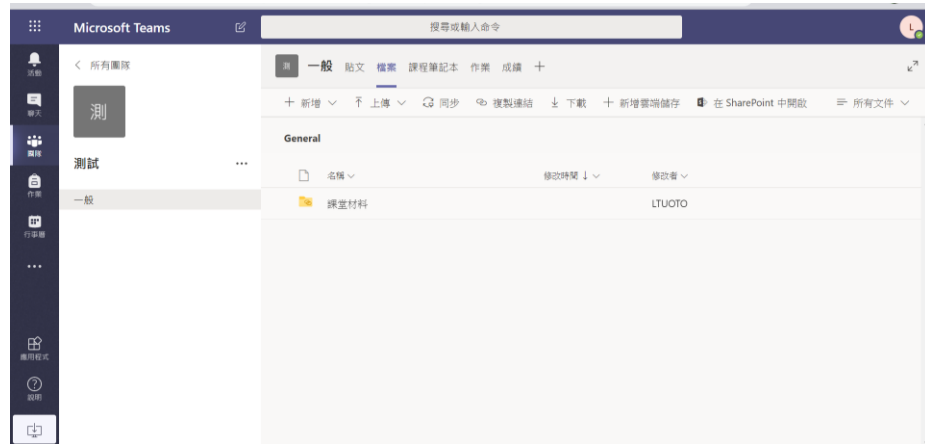 Microsoft Teams
搜尋或輸入命令
L
活動
聊天
團隊
作業
行事曆
應用程式
說明
所有團隊
測
測試
一般
測 一般 貼文 檔案 課程筆記本 作業 成績
新增 上傳 同步 複製連結 下載 新增雲端儲存 在 SharePoint 中開啟 所有文件
General
名稱 修改時間 ↓ 修改者
課堂材料 LTUOTO